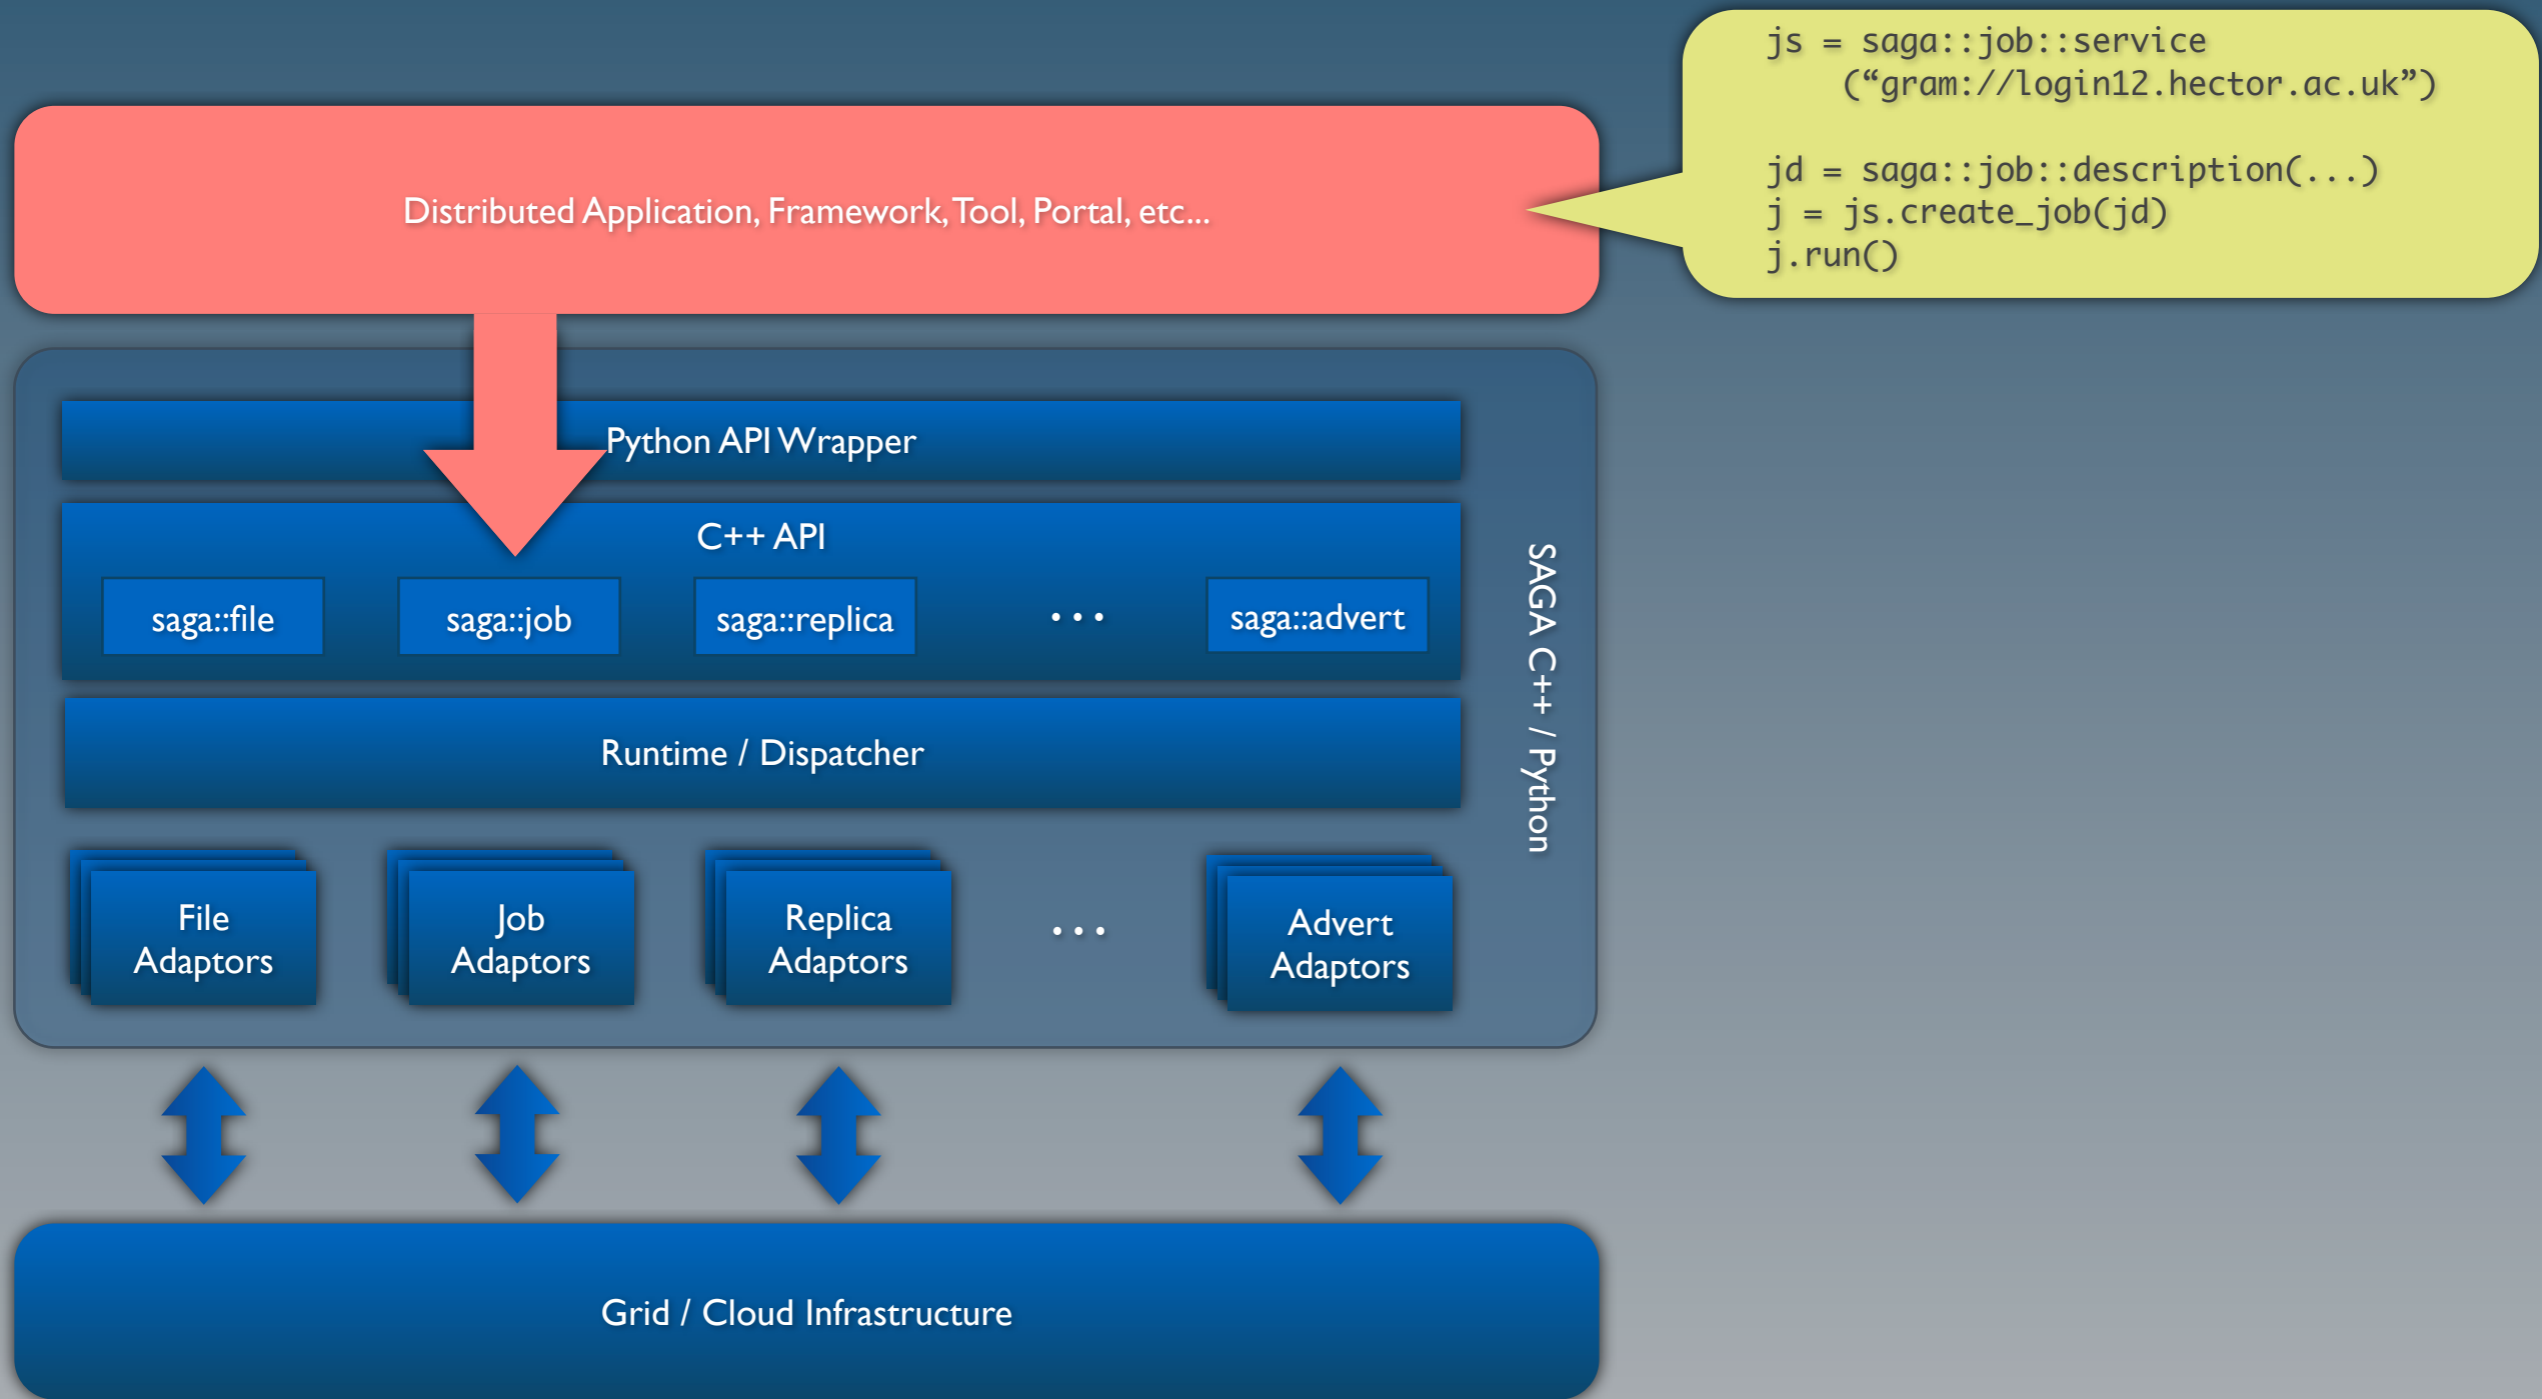 js = saga::job::service
(“gram://login12.hector.ac.uk”)
jd = saga::job::description(...)
j = js.create_job(jd)
j.run()
Distributed Application, Framework, Tool, Portal, etc...
Python API Wrapper
C++ API
saga::file
saga::job
saga::replica
...
saga::advert
Runtime / Dispatcher
SAGA C++ / Python
File
Adaptors
Job
Adaptors
Replica
Adaptors
...
Advert
Adaptors
Grid / Cloud Infrastructure